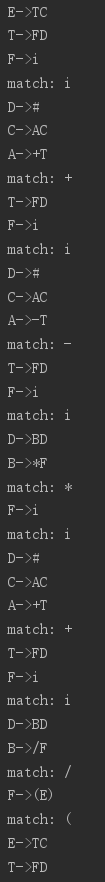 E->TC
T->FD
F->i
match: i
D->#
C->AC
A->+T
match: +
T->FD
F->i
match: i
D->#
C->AC
A->-T
match: -
T->FD
F->i
match: i
D->BD
B->*F
match: *
F->i
match: i
D->#
C->AC
A->+T
match: +
T->FD
F->i
match: i
D->BD
B->/F
match: /
F->(E)
match: (
E->TC
T->FD